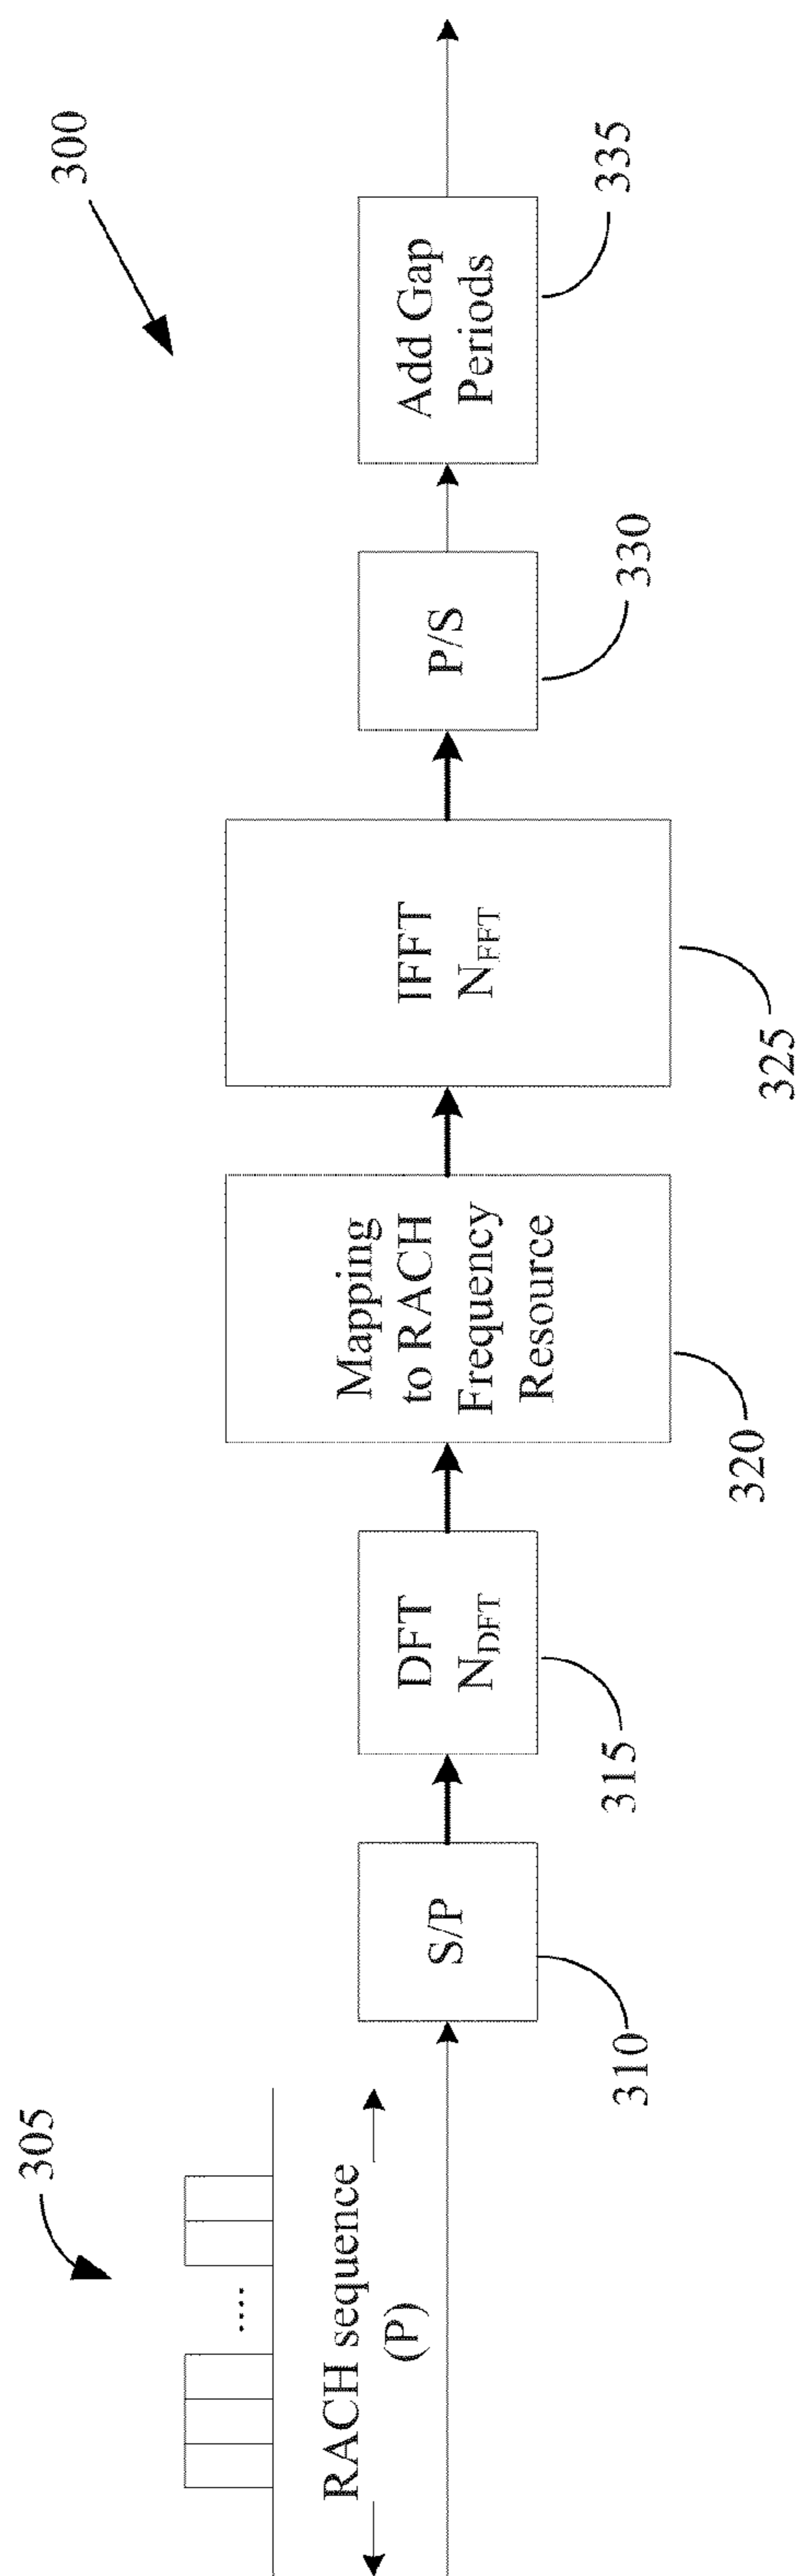 300
305
....
RACH sequence
(P)
S/P
310
DFT
N_DFT
315
Mapping
to RACH
Frequency
Resource
320
IFFT
N_FFT
325
P/S
330
Add Gap
Periods
335